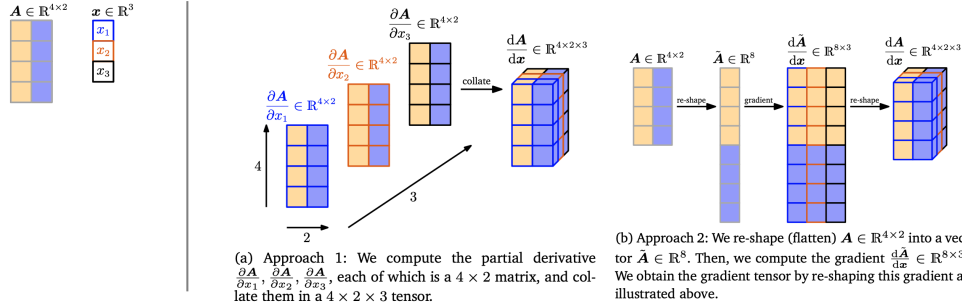 A ∈ ℝ^{4×2}
x ∈ ℝ^3
x_1
x_2
x_3
∂A/∂x_1 ∈ ℝ^{4×2}
∂A/∂x_2 ∈ ℝ^{4×2}
∂A/∂x_3 ∈ ℝ^{4×2}
dA/dx ∈ ℝ^{4×2×3}
collate
4
2
3
(a) Approach 1: We compute the partial derivative
∂A/∂x_1, ∂A/∂x_2, ∂A/∂x_3, each of which is a 4 × 2 matrix, and col-
late them in a 4 × 2 × 3 tensor.
A ∈ ℝ^{4×2}
Ã ∈ ℝ^8
dÃ/dx ∈ ℝ^{8×3}
dA/dx ∈ ℝ^{4×2×3}
re-shape
gradient
re-shape
(b) Approach 2: We re-shape (flatten) A ∈ ℝ^{4×2} into a vec
tor Ã ∈ ℝ^8. Then, we compute the gradient dÃ/dx ∈ ℝ^{8×3}
We obtain the gradient tensor by re-shaping this gradient a
illustrated above.